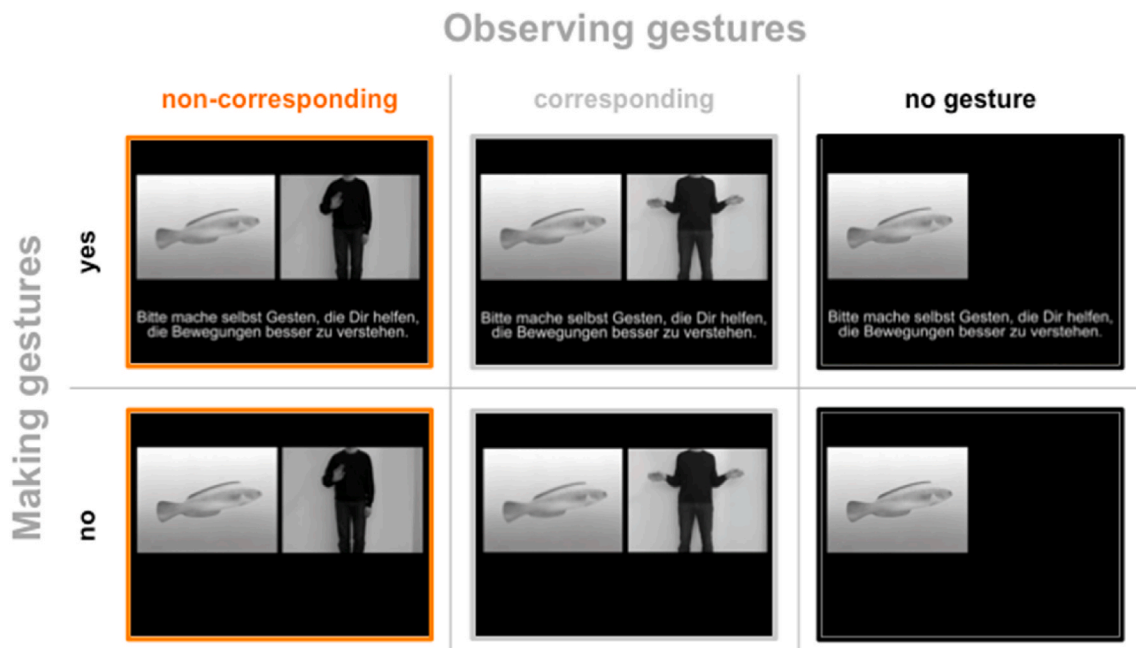 Observing gestures
non-corresponding
corresponding
no gesture
Making gestures
yes
Bitte mache selbst Gesten, die Dir helfen,
die Bewegungen besser zu verstehen.
Bitte mache selbst Gesten, die Dir helfen,
die Bewegungen besser zu verstehen.
Bitte mache selbst Gesten, die Dir helfen,
die Bewegungen besser zu verstehen.
no